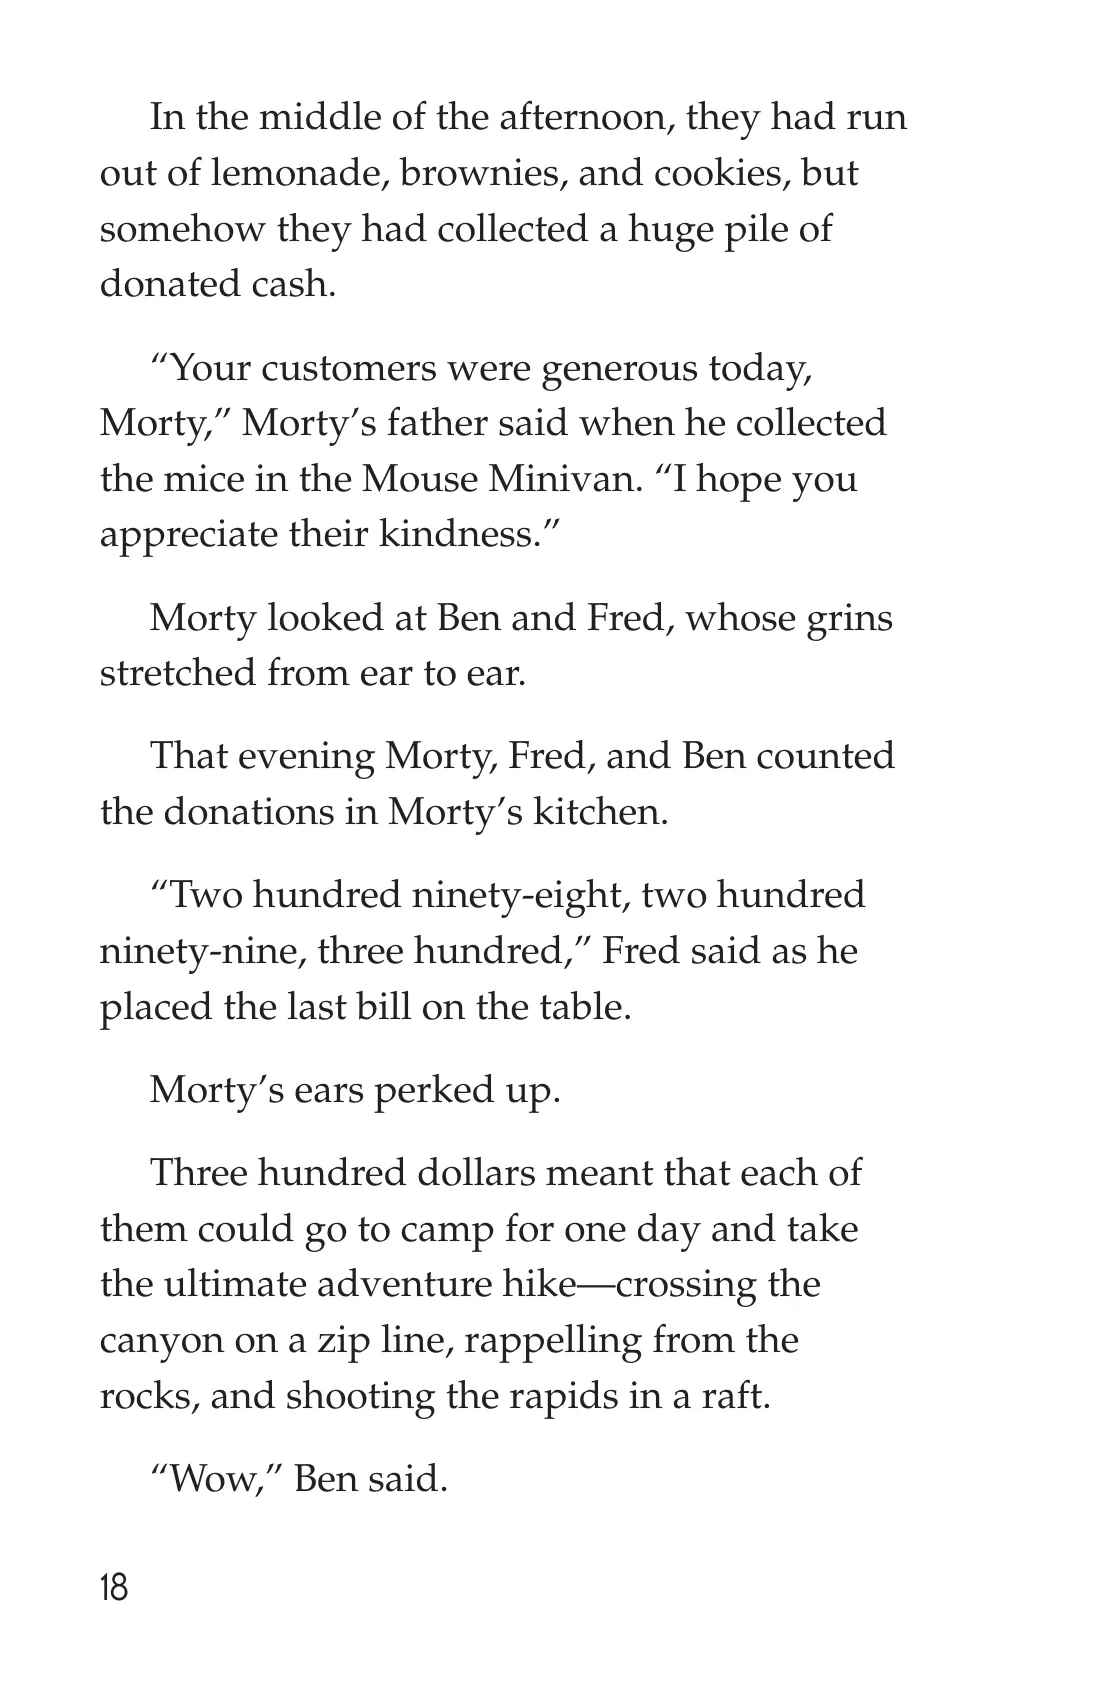 In the middle of the afternoon, they had run
out of lemonade, brownies, and cookies, but
somehow they had collected a huge pile of
donated cash.
“Your customers were generous today,
Morty,” Morty’s father said when he collected
the mice in the Mouse Minivan. “I hope you
appreciate their kindness.”
Morty looked at Ben and Fred, whose grins
stretched from ear to ear.
That evening Morty, Fred, and Ben counted
the donations in Morty’s kitchen.
“Two hundred ninety-eight, two hundred
ninety-nine, three hundred,” Fred said as he
placed the last bill on the table.
Morty’s ears perked up.
Three hundred dollars meant that each of
them could go to camp for one day and take
the ultimate adventure hike—crossing the
canyon on a zip line, rappelling from the
rocks, and shooting the rapids in a raft.
“Wow,” Ben said.
18